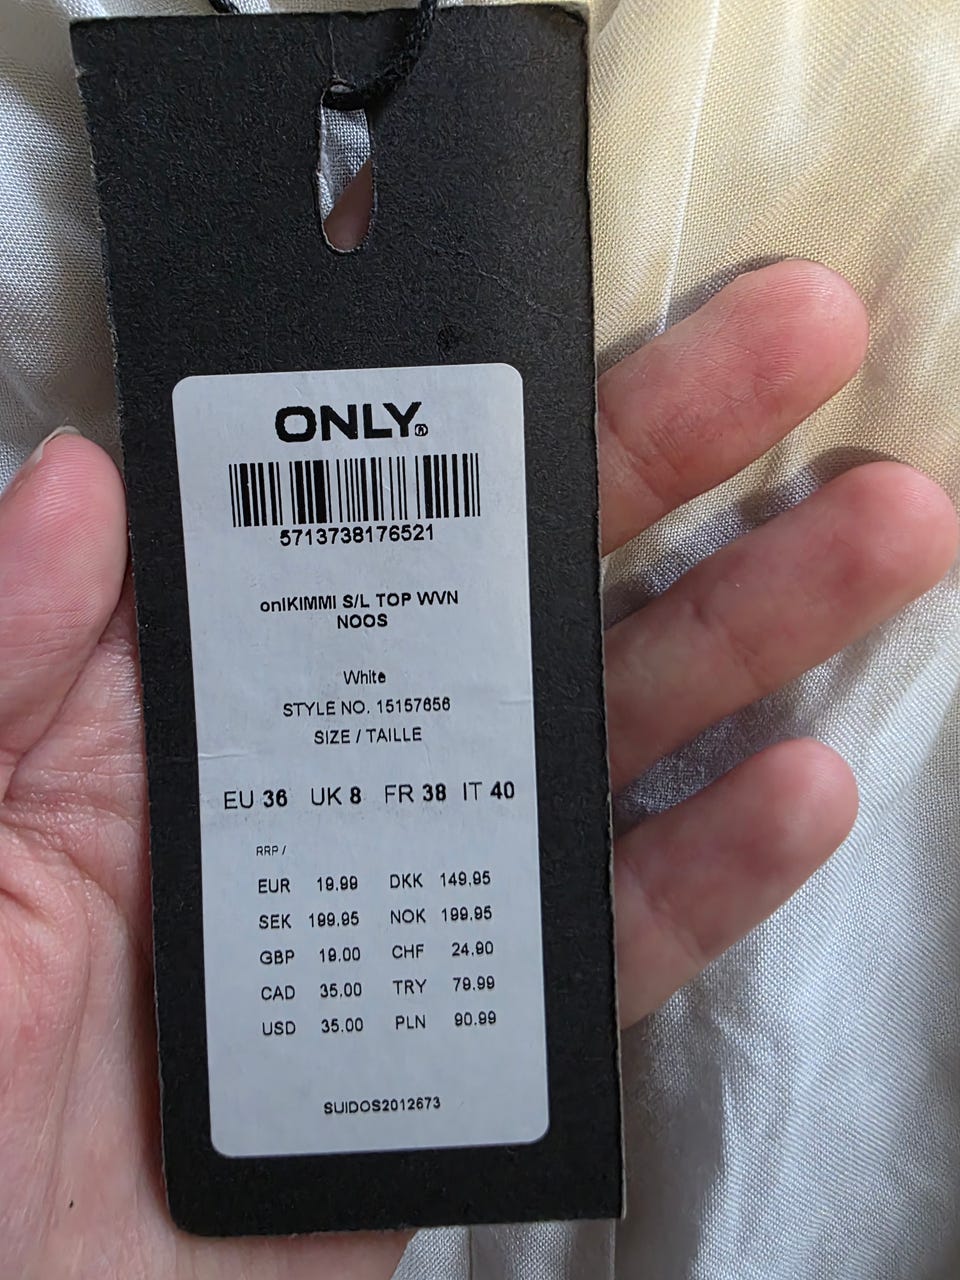 ONLY®
5713738176521
onlKIMMI S/L TOP WVN
NOOS
White
STYLE NO. 15157656
SIZE / TAILLE
EU 36 UK 8 FR 38 IT 40
RRP /
EUR 19.99 DKK 149.95
SEK 199.95 NOK 199.95
GBP 19.00 CHF 24.90
CAD 35.00 TRY 79.99
USD 35.00 PLN 90.99
SUIDOS2012673